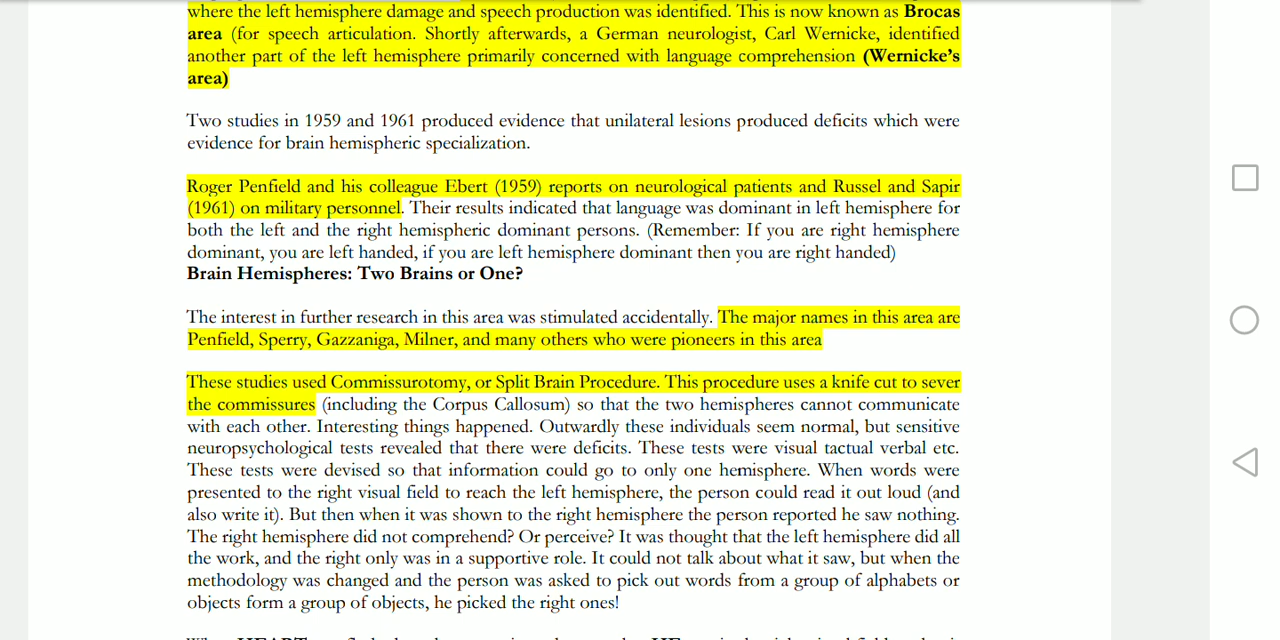 where the left hemisphere damage and speech production was identified. This is now known as Brocas
area (for speech articulation. Shortly afterwards, a German neurologist, Carl Wernicke, identified
another part of the left hemisphere primarily concerned with language comprehension (Wernicke's
area)
Two studies in 1959 and 1961 produced evidence that unilateral lesions produced deficits which were
evidence for brain hemispheric specialization.
Roger Penfield and his colleague Ebert (1959) reports on neurological patients and Russel and Sapir
(1961) on military personnel. Their results indicated that language was dominant in left hemisphere for
both the left and the right hemispheric dominant persons. (Remember: If you are right hemisphere
dominant, you are left handed, if you are left hemisphere dominant then you are right handed)
Brain Hemispheres: Two Brains or One?
The interest in further research in this area was stimulated accidentally. The major names in this area are
Penfield, Sperry, Gazzaniga, Milner, and many others who were pioneers in this area
These studies used Commissurotomy, or Split Brain Procedure. This procedure uses a knife cut to sever
the commissures (including the Corpus Callosum) so that the two hemispheres cannot communicate
with each other. Interesting things happened. Outwardly these individuals seem normal, but sensitive
neuropsychological tests revealed that there were deficits. These tests were visual tactual verbal etc.
These tests were devised so that information could go to only one hemisphere. When words were
presented to the right visual field to reach the left hemisphere, the person could read it out loud (and
also write it). But then when it was shown to the right hemisphere the person reported he saw nothing.
The right hemisphere did not comprehend? Or perceive? It was thought that the left hemisphere did all
the work, and the right only was in a supportive role. It could not talk about what it saw, but when the
methodology was changed and the person was asked to pick out words from a group of alphabets or
objects form a group of objects, he picked the right ones!